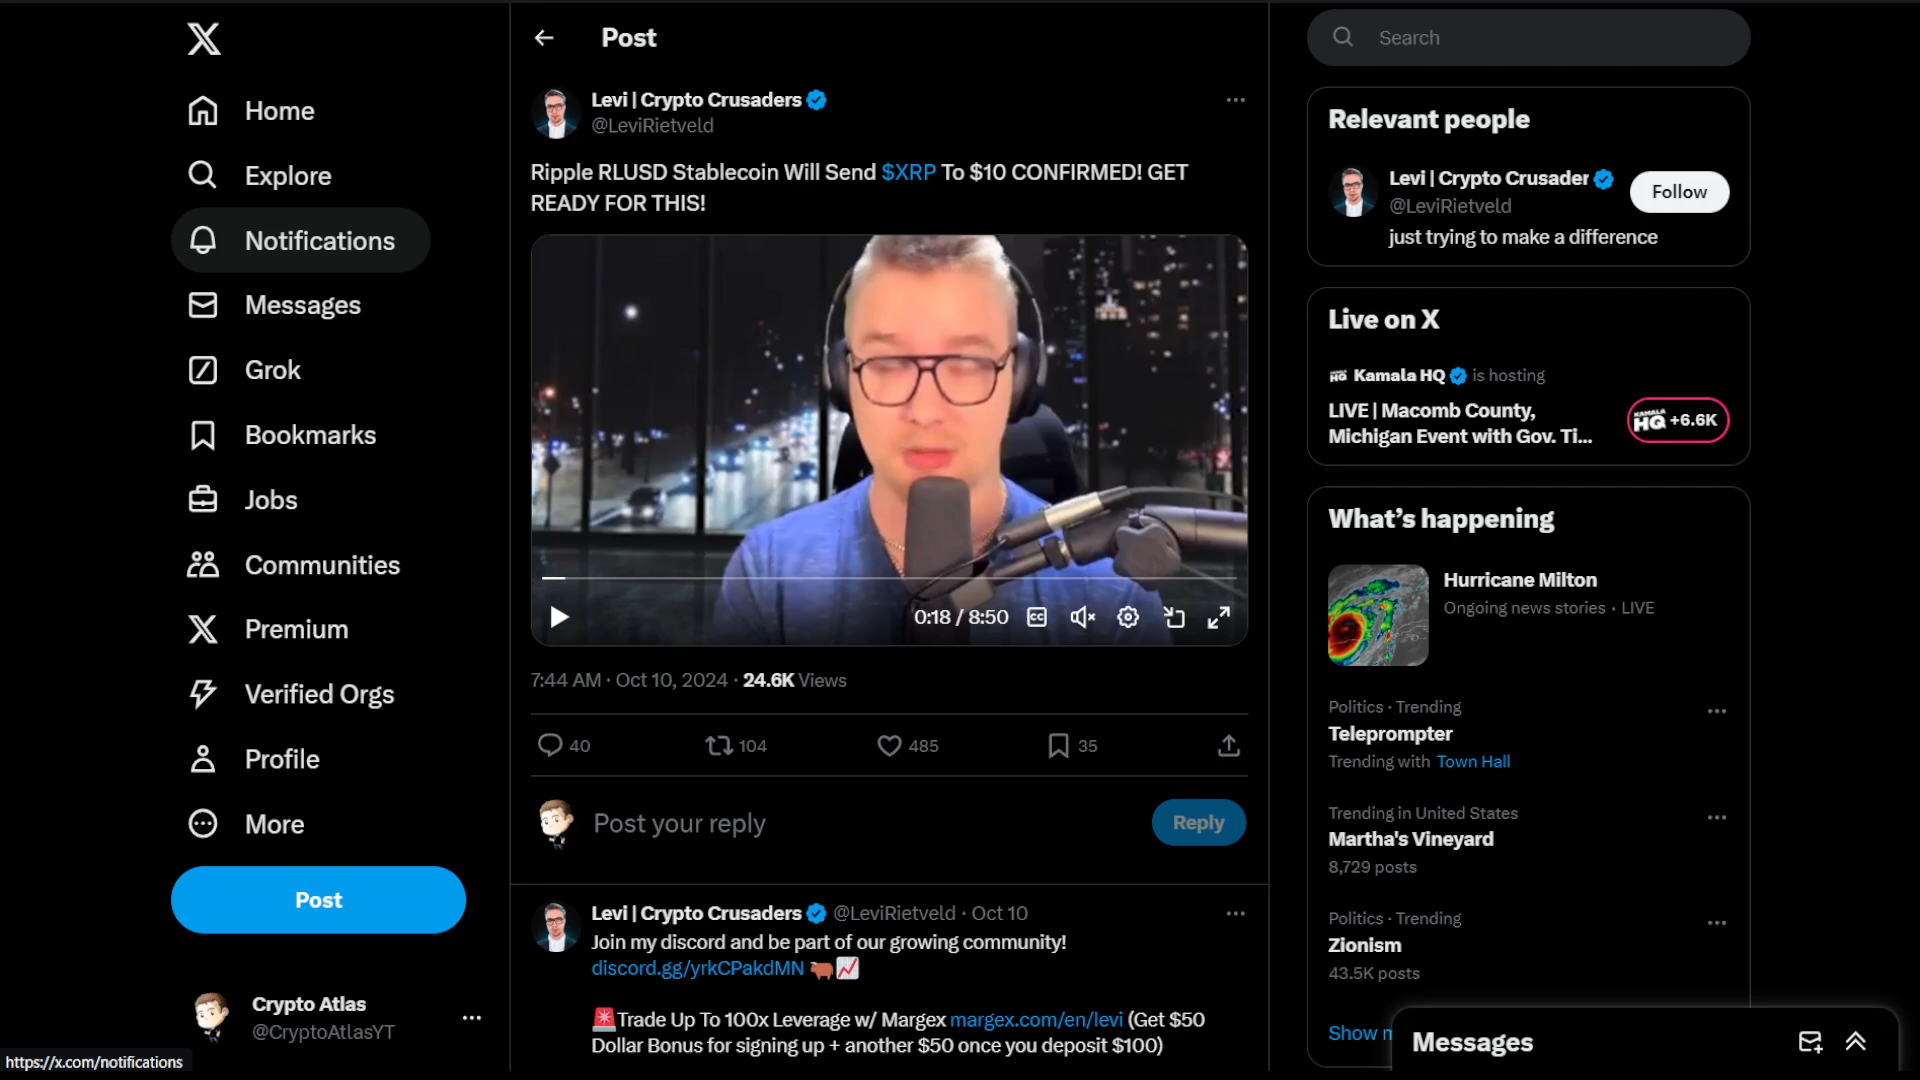 Home
Explore
Notifications
Messages
Grok
Bookmarks
Jobs
Communities
Premium
Verified Orgs
Profile
More
Post
Crypto Atlas
@CryptoAtlasYT
https://x.com/notifications
Post
Levi | Crypto Crusaders
@LeviRietveld
Ripple RLUSD Stablecoin Will Send $XRP To $10 CONFIRMED! GET
READY FOR THIS!
0:18 / 8:50
CC
7:44 AM · Oct 10, 2024 · 24.6K Views
40 104 485 35
Post your reply
Reply
Levi | Crypto Crusaders @LeviRietveld · Oct 10
Join my discord and be part of our growing community!
discord.gg/yrkCPakdMN
Trade Up To 100x Leverage w/ Margex margex.com/en/levi (Get $50
Dollar Bonus for signing up + another $50 once you deposit $100)
Search
Relevant people
Levi | Crypto Crusader
@LeviRietveld
Follow
just trying to make a difference
Live on X
HQ Kamala HQ is hosting
LIVE | Macomb County,
Michigan Event with Gov. Ti...
KAMALA
HQ +6.6K
What's happening
Hurricane Milton
Ongoing news stories · LIVE
Politics · Trending
Teleprompter
Trending with Town Hall
Trending in United States
Martha's Vineyard
8,729 posts
Politics · Trending
Zionism
43.5K posts
Show
Messages